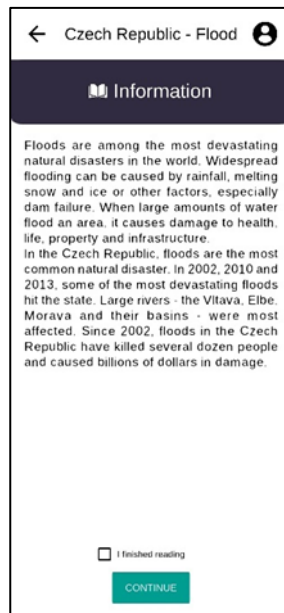 Czech Republic - Flood
Information
Floods are among the most devastating
natural disasters in the world. Widespread
flooding can be caused by rainfall, melting
snow and ice or other factors, especially
dam failure. When large amounts of water
flood an area, it causes damage to health,
life, property and infrastructure.
In the Czech Republic, floods are the most
common natural disaster. In 2002, 2010 and
2013, some of the most devastating floods
hit the state. Large rivers - the Vltava, Elbe,
Morava and their basins - were most
affected. Since 2002, floods in the Czech
Republic have killed several dozen people
and caused billions of dollars in damage.
I finished reading
CONTINUE